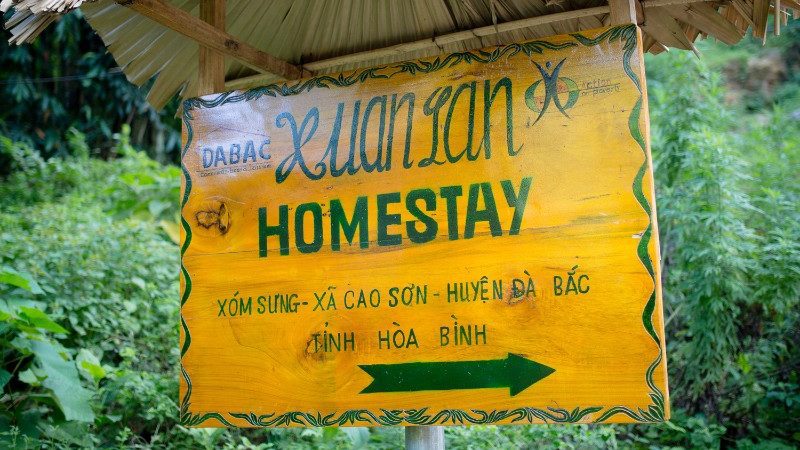 DABAC Xuan Lan
HOMESTAY
XÓM SƯNG - XÃ CAO SƠN - HUYỆN ĐÀ BẮC
TỈNH HÒA BÌNH